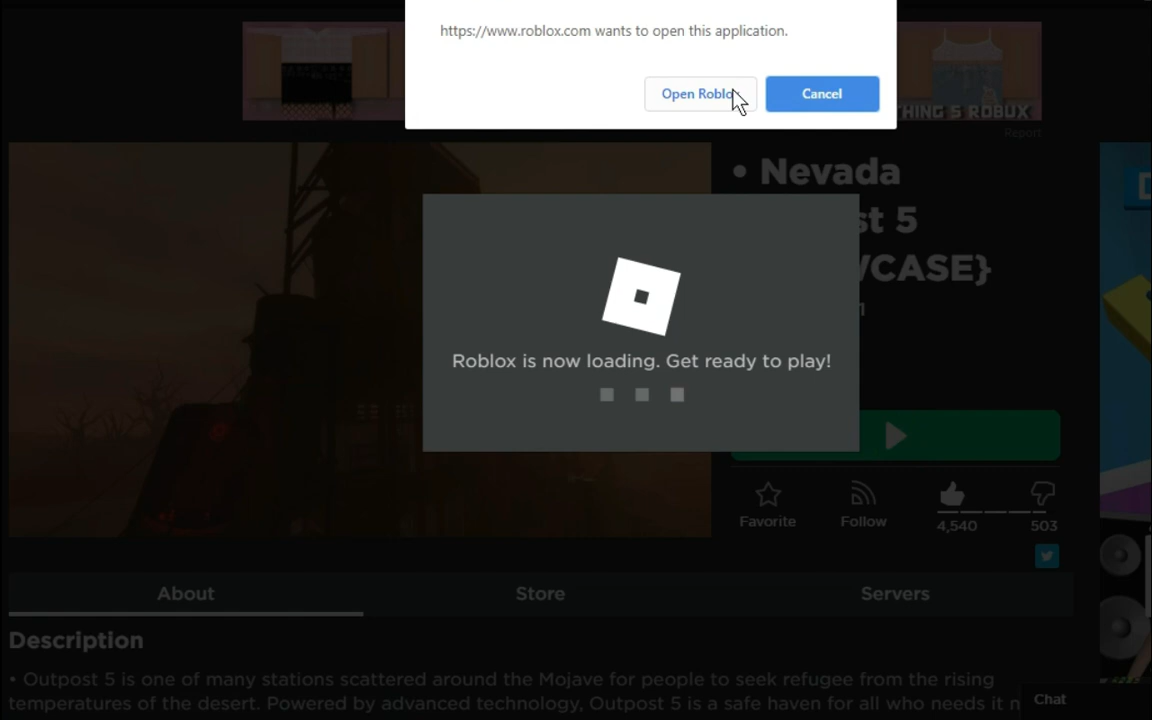 https://www.roblox.com wants to open this application.
Open Roblox
Cancel
THING 5 ROBUX
Report
• Nevada
st 5
WCASE}
Roblox is now loading. Get ready to play!
Favorite
Follow
4,540
503
About
Store
Servers
Description
• Outpost 5 is one of many stations scattered around the Mojave for people to seek refugee from the rising
temperatures of the desert. Powered by advanced technology, Outpost 5 is a safe haven for all who needs it n
Chat